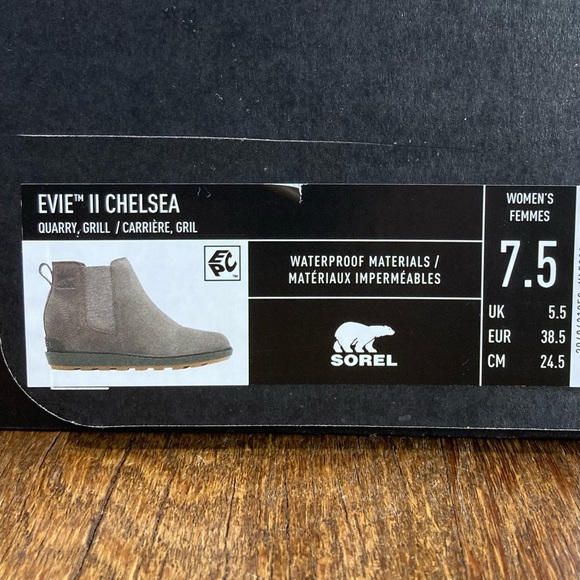 EVIE™ II CHELSEA
QUARRY, GRILL / CARRIÈRE, GRIL
EPC™
WATERPROOF MATERIALS /
MATÉRIAUX IMPERMÉABLES
SOREL
WOMEN'S
FEMMES
7.5
UK 5.5
EUR 38.5
CM 24.5